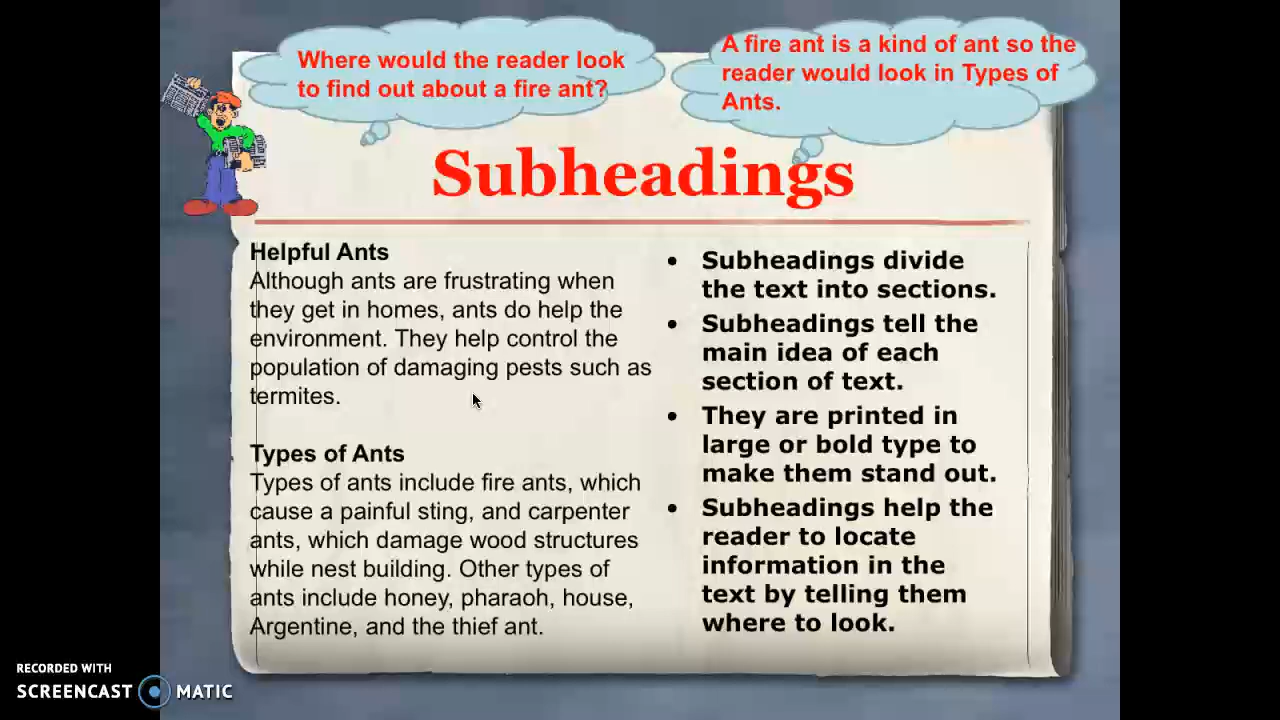 Where would the reader look
to find out about a fire ant?
A fire ant is a kind of ant so the
reader would look in Types of
Ants.
Subheadings
Helpful Ants
Although ants are frustrating when
they get in homes, ants do help the
environment. They help control the
population of damaging pests such as
termites.
Types of Ants
Types of ants include fire ants, which
cause a painful sting, and carpenter
ants, which damage wood structures
while nest building. Other types of
ants include honey, pharaoh, house,
Argentine, and the thief ant.
• Subheadings divide
the text into sections.
• Subheadings tell the
main idea of each
section of text.
• They are printed in
large or bold type to
make them stand out.
• Subheadings help the
reader to locate
information in the
text by telling them
where to look.
RECORDED WITH
SCREENCAST MATIC